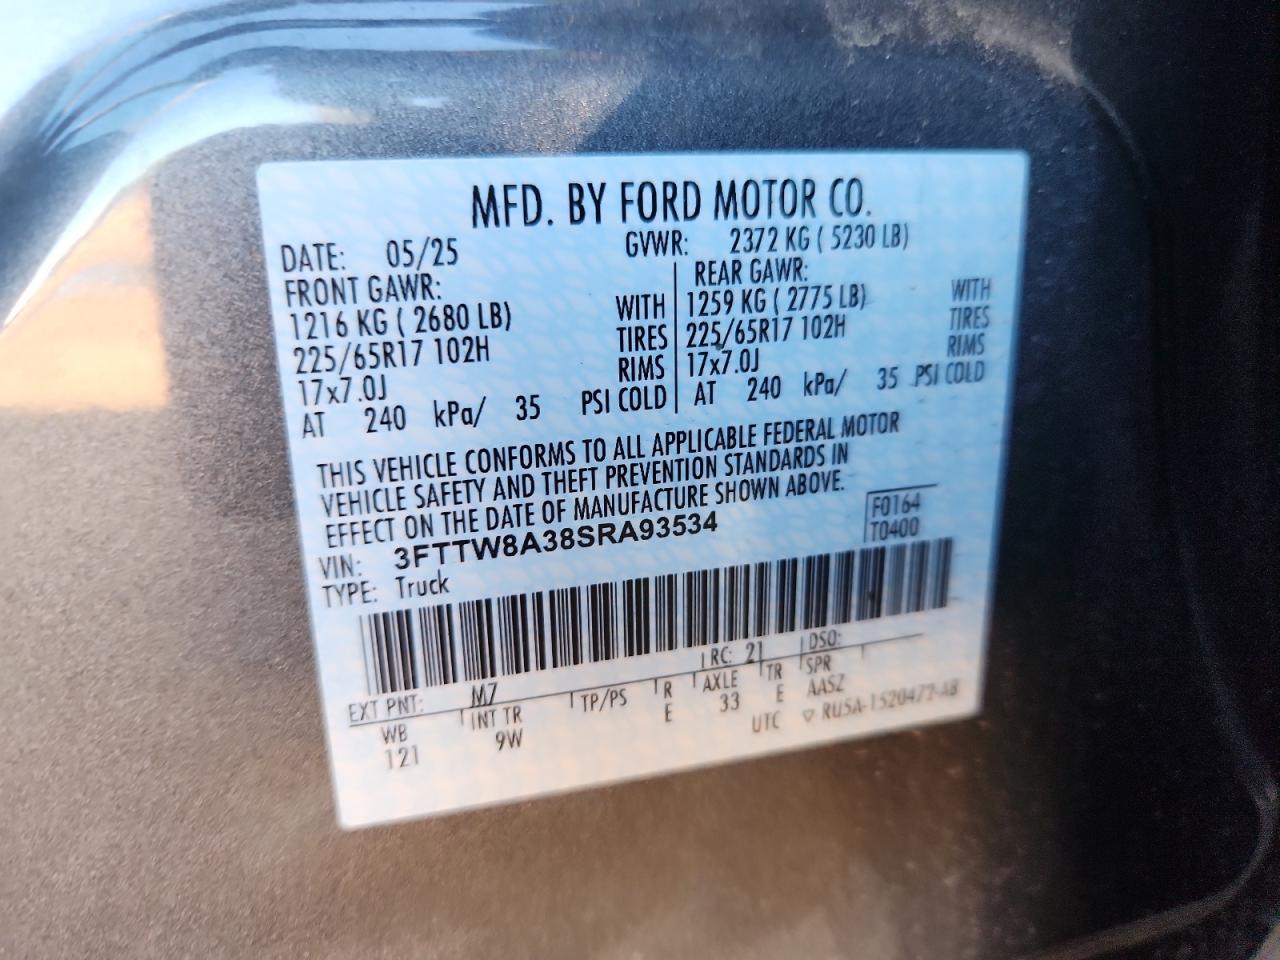 MFD. BY FORD MOTOR CO.
DATE: 05/25 GVWR: 2372 KG ( 5230 LB)
FRONT GAWR: REAR GAWR:
1216 KG ( 2680 LB) WITH 1259 KG ( 2775 LB) WITH
225/65R17 102H TIRES 225/65R17 102H TIRES
17x7.0J RIMS 17x7.0J RIMS
AT 240 kPa/ 35 PSI COLD AT 240 kPa/ 35 PSI COLD
THIS VEHICLE CONFORMS TO ALL APPLICABLE FEDERAL MOTOR
VEHICLE SAFETY AND THEFT PREVENTION STANDARDS IN
EFFECT ON THE DATE OF MANUFACTURE SHOWN ABOVE.
F0164
VIN: 3FTTW8A38SRA93534 T0400
TYPE: Truck
EXT PNT: M7 RC: 21 DSO:
WB INT TR TP/PS R AXLE TR SPR
121 9W E 33 E AASZ
UTC ▽ RU5A-1520472-AB